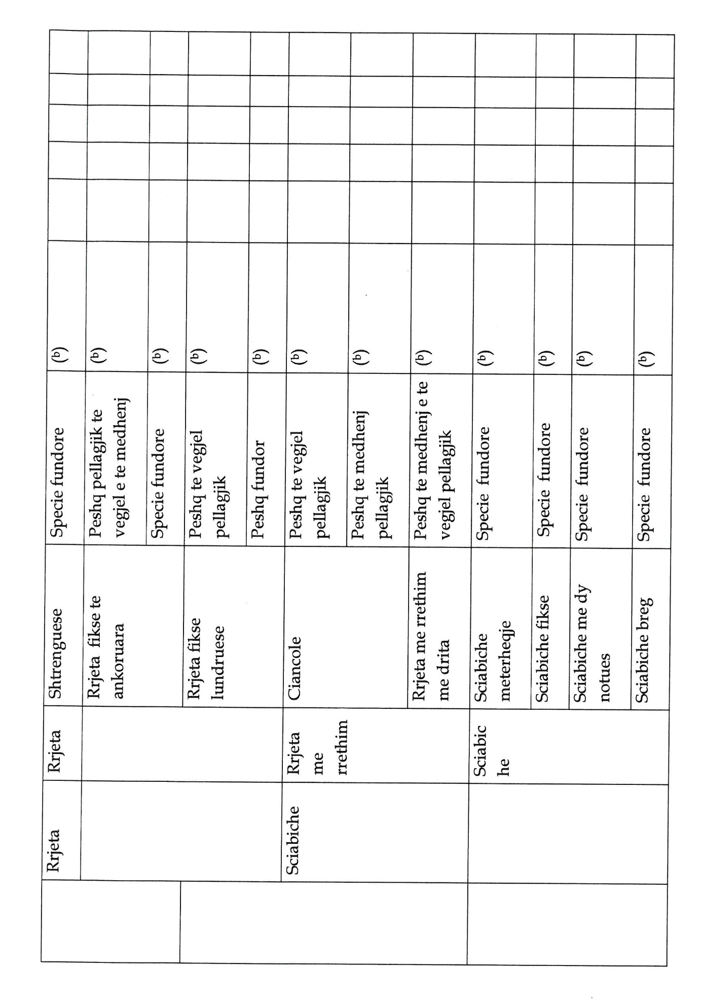 Rrjeta
Rrjeta
Shtrenguese
Specie fundore
(b)
Rrjeta fikse te
ankoruara
Peshq pellagjik te
vegjel e te medhenj
(b)
Specie fundore
(b)
Rrjeta fikse
lundruese
Peshq te vegjel
pellagjik
(b)
Peshq fundor
(b)
Sciabiche
Rrjeta
me
rrethim
Ciancole
Peshq te vegjel
pellagjik
(b)
Peshq te medhenj
pellagjik
(b)
Rrjeta me rrethim
me drita
Peshq te medhenj e te
vegjel pellagjik
(b)
Sciabic
he
Sciabiche
meterheqje
Specie fundore
(b)
Sciabiche fikse
Specie fundore
(b)
Sciabiche me dy
notues
Specie fundore
(b)
Sciabiche breg
Specie fundore
(b)